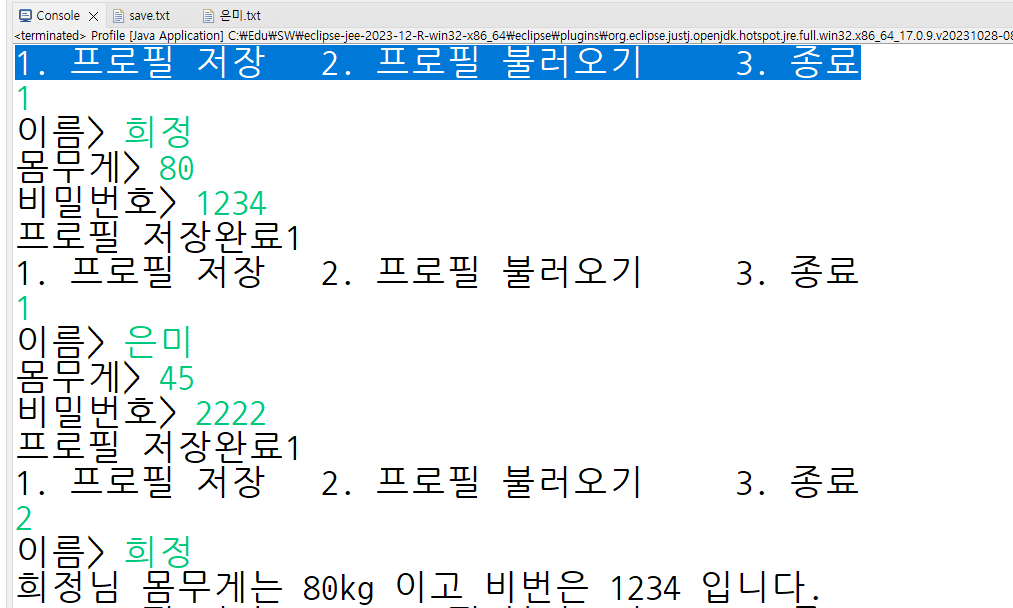 Console save.txt 은미.txt
<terminated> Profile [Java Application] C:₩Edu₩SW₩eclipse-jee-2023-12-R-win32-x86_64₩eclipse₩plugins₩org.eclipse.justj.openjdk.hotspot.jre.full.win32.x86_64_17.0.9.v20231028-08
1. 프로필 저장 2. 프로필 불러오기 3. 종료
1
이름> 희정
몸무게> 80
비밀번호> 1234
프로필 저장완료1
1. 프로필 저장 2. 프로필 불러오기 3. 종료
1
이름> 은미
몸무게> 45
비밀번호> 2222
프로필 저장완료1
1. 프로필 저장 2. 프로필 불러오기 3. 종료
2
이름> 희정
희정님 몸무게는 80kg 이고 비번은 1234 입니다.